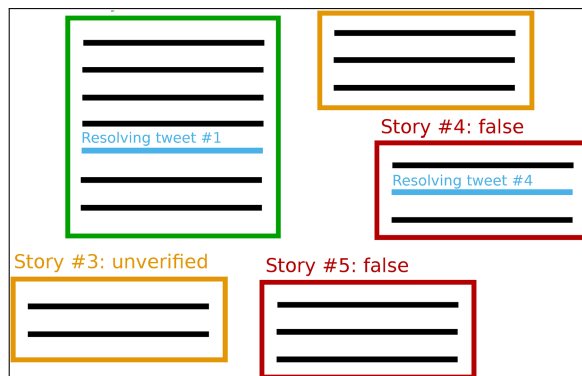 Resolving tweet #1
Story #4: false
Resolving tweet #4
Story #3: unverified
Story #5: false